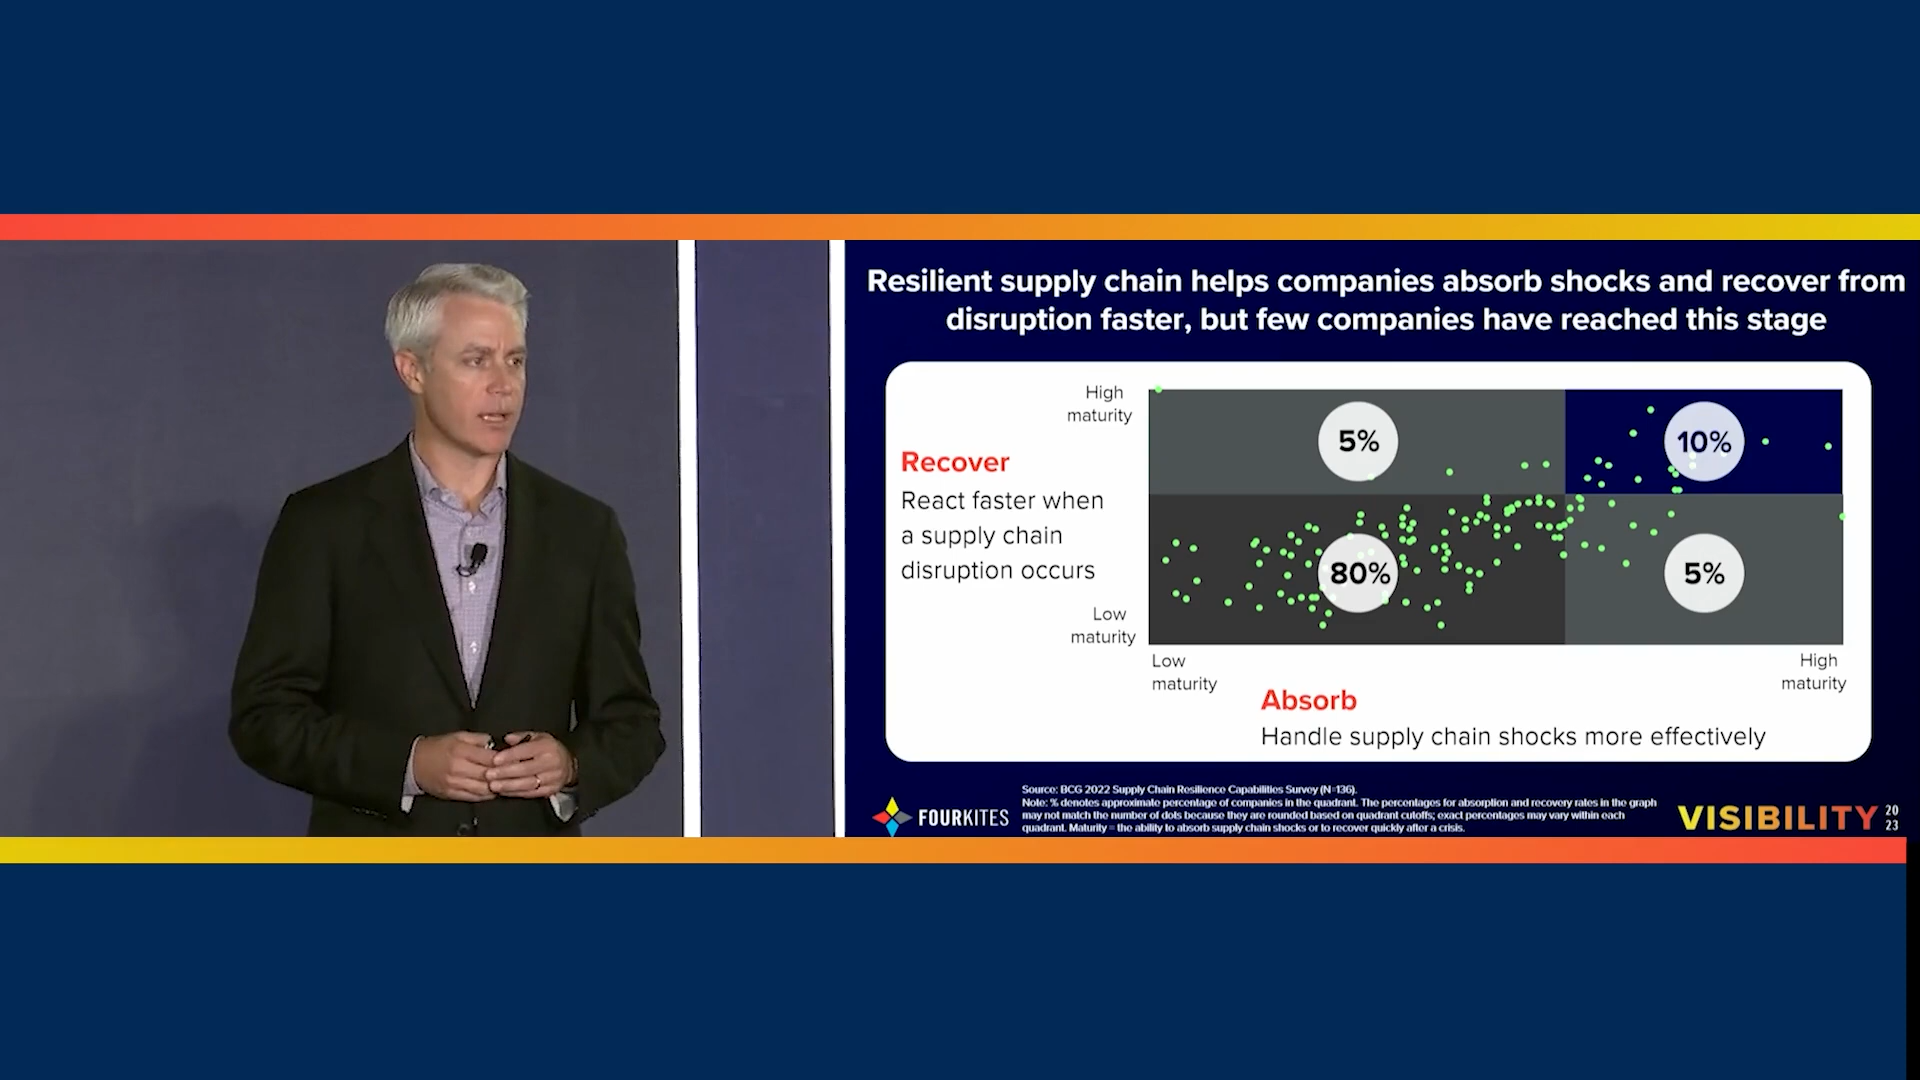 Resilient supply chain helps companies absorb shocks and recover from
disruption faster, but few companies have reached this stage
High
maturity
Recover
React faster when
a supply chain
disruption occurs
Low
maturity
5%
10%
80%
5%
Low
maturity
High
maturity
Absorb
Handle supply chain shocks more effectively
FOURKITES
Source: BCG 2022 Supply Chain Resilience Capabilities Survey (N=136).
Note: % denotes approximate percentage of companies in the quadrant. The percentages for absorption and recovery rates in the graph
may not match the number of dots because they are rounded based on quadrant cutoffs; exact percentages may vary within each
quadrant. Maturity = the ability to absorb supply chain shocks or to recover quickly after a crisis.
VISIBILITY 20
23